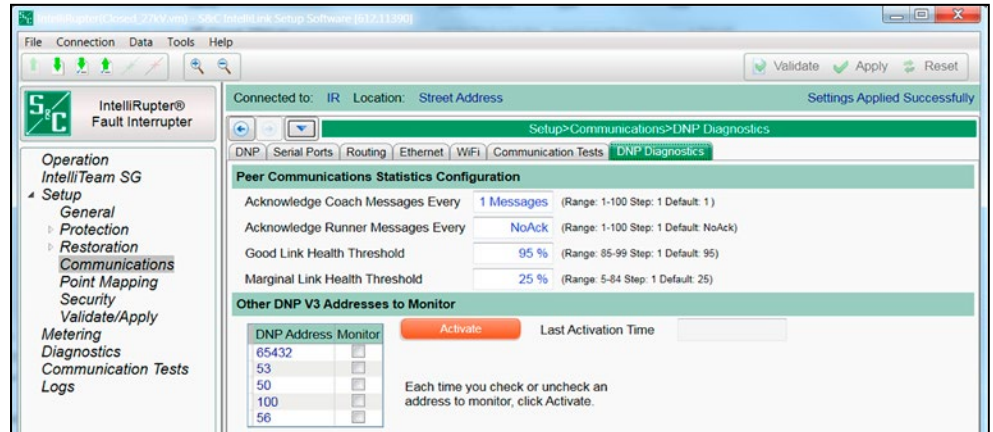 IntelliRupter(Closed_27kV.vm) - S&C IntelliLink Setup Software [612.11390]
File Connection Data Tools Help
Validate Apply Reset
S&C
IntelliRupter®
Fault Interrupter
Connected to: IR Location: Street Address Settings Applied Successfully
Setup>Communications>DNP Diagnostics
DNP Serial Ports Routing Ethernet WiFi Communication Tests DNP Diagnostics
Operation
IntelliTeam SG
Setup
General
Protection
Restoration
Communications
Point Mapping
Security
Validate/Apply
Metering
Diagnostics
Communication Tests
Logs
Peer Communications Statistics Configuration
Acknowledge Coach Messages Every 1 Messages (Range: 1-100 Step: 1 Default: 1 )
Acknowledge Runner Messages Every NoAck (Range: 1-100 Step: 1 Default: NoAck)
Good Link Health Threshold 95 % (Range: 85-99 Step: 1 Default: 95)
Marginal Link Health Threshold 25 % (Range: 5-84 Step: 1 Default: 25)
Other DNP V3 Addresses to Monitor
DNP Address Monitor
65432
53
50
100
56
Activate Last Activation Time
Each time you check or uncheck an
address to monitor, click Activate.